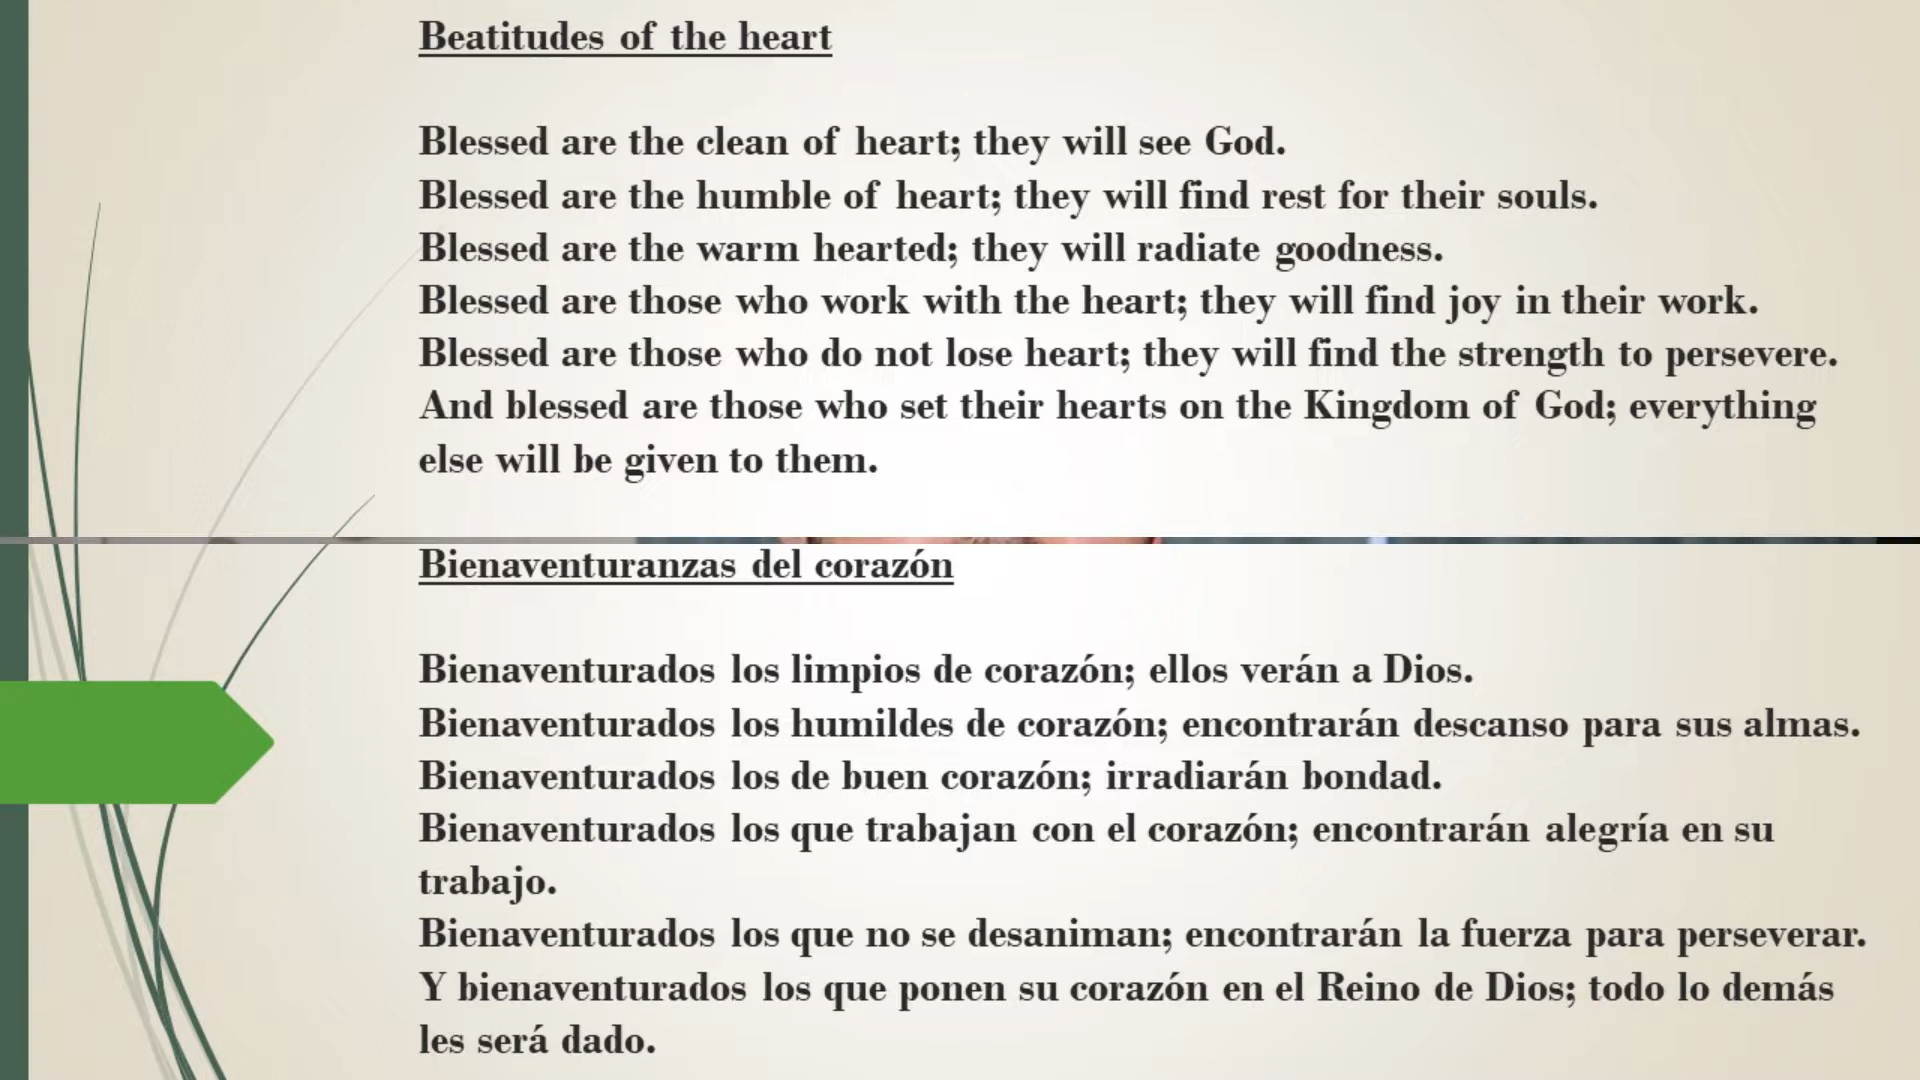 Beatitudes of the heart
Blessed are the clean of heart; they will see God.
Blessed are the humble of heart; they will find rest for their souls.
Blessed are the warm hearted; they will radiate goodness.
Blessed are those who work with the heart; they will find joy in their work.
Blessed are those who do not lose heart; they will find the strength to persevere.
And blessed are those who set their hearts on the Kingdom of God; everything
else will be given to them.
Bienaventuranzas del corazón
Bienaventurados los limpios de corazón; ellos verán a Dios.
Bienaventurados los humildes de corazón; encontrarán descanso para sus almas.
Bienaventurados los de buen corazón; irradiarán bondad.
Bienaventurados los que trabajan con el corazón; encontrarán alegría en su
trabajo.
Bienaventurados los que no se desaniman; encontrarán la fuerza para perseverar.
Y bienaventurados los que ponen su corazón en el Reino de Dios; todo lo demás
les será dado.